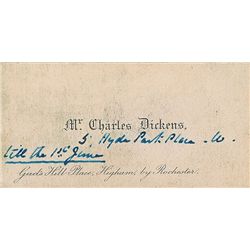 Mr. Charles Dickens,
5, Hyde Park Place. W.
till the 1st June
Gad's Hill Place, Higham, by Rochester.